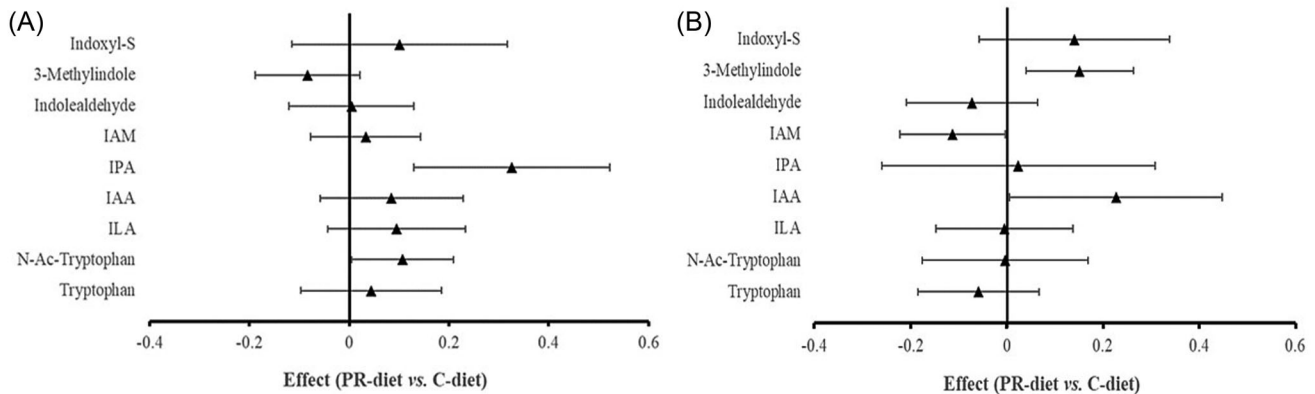 (A)
Indoxyl-S
3-Methylindole
Indolealdehyde
IAM
IPA
IAA
ILA
N-Ac-Tryptophan
Tryptophan
-0.4 -0.2 0 0.2 0.4 0.6
Effect (PR-diet vs. C-diet)
(B)
Indoxyl-S
3-Methylindole
Indolealdehyde
IAM
IPA
IAA
ILA
N-Ac-Tryptophan
Tryptophan
-0.4 -0.2 0 0.2 0.4 0.6
Effect (PR-diet vs. C-diet)